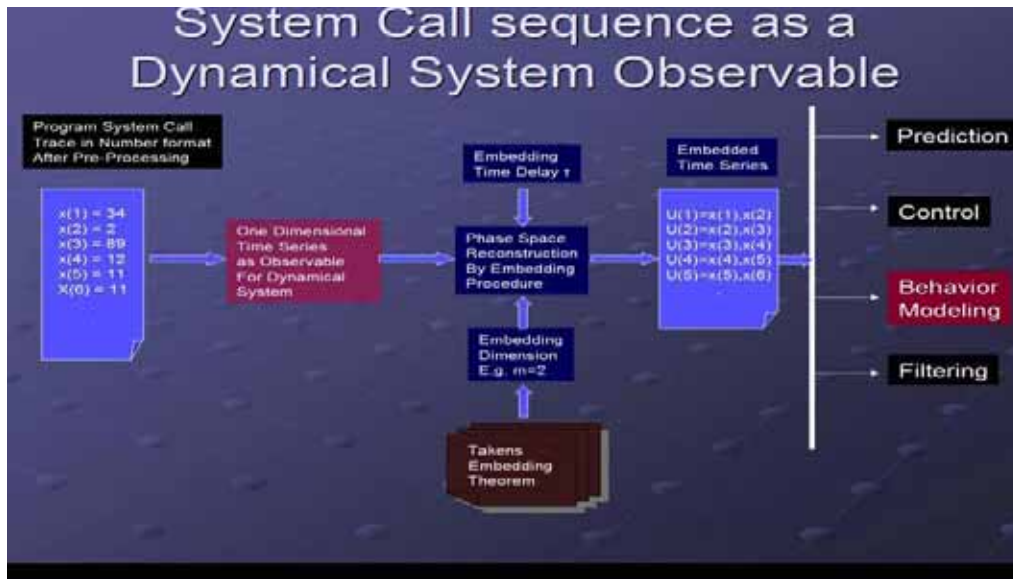 System Call sequence as a
Dynamical System Observable
Program System Call
Trace in Number format
After Pre-Processing
x(1) = 34
x(2) = 2
x(3) = 89
x(4) = 12
x(5) = 11
X(6) = 11
One Dimensional
Time Series
as Observable
For Dynamical
System
Embedding
Time Delay τ
Phase Space
Reconstruction
By Embedding
Procedure
Embedding
Dimension
E.g. m=2
Takens
Embedding
Theorem
Embedded
Time Series
U(1)=x(1),x(2)
U(2)=x(2),x(3)
U(3)=x(3),x(4)
U(4)=x(4),x(5)
U(5)=x(5),x(6)
Prediction
Control
Behavior
Modeling
Filtering